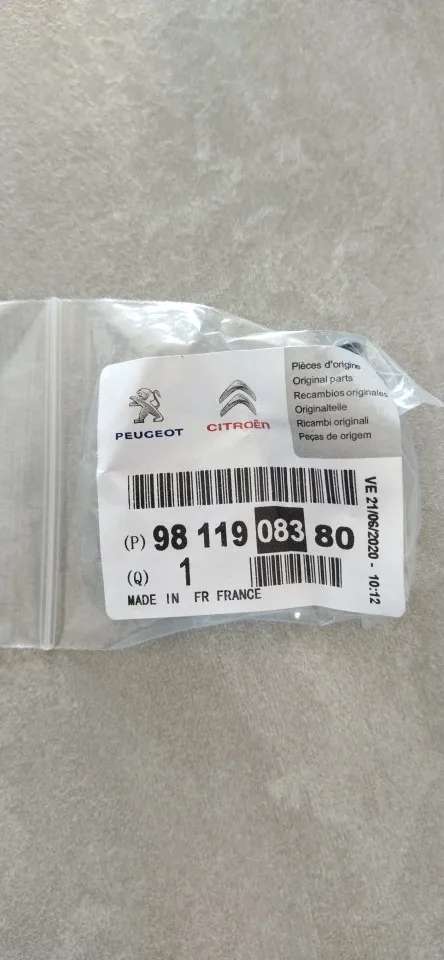 PEUGEOT
CITROËN
Pièces d'origine
Original parts
Recambios originales
Originalteile
Ricambi originali
Peças de origem
(P) 98 119 083 80
(Q) 1
MADE IN FR FRANCE
VE 21/06/2020 - 10:12